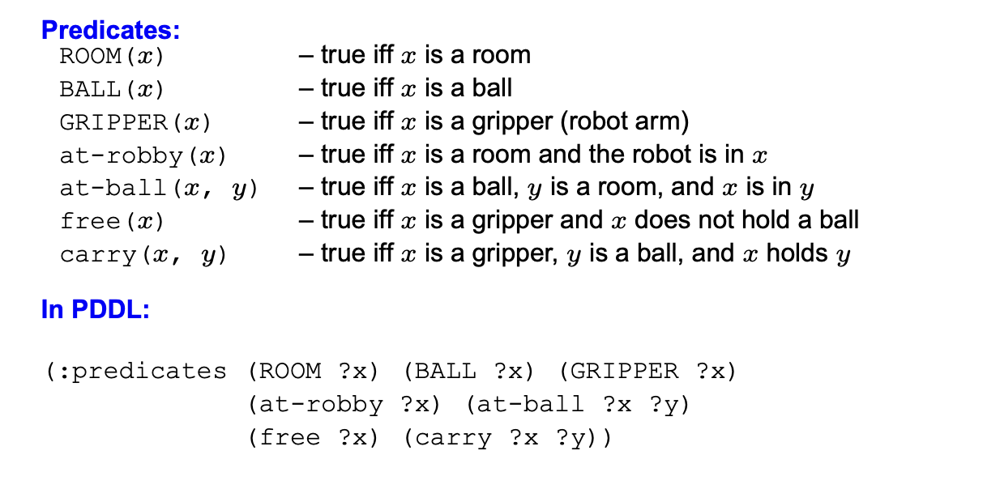 Predicates:
ROOM(x) – true iff x is a room
BALL(x) – true iff x is a ball
GRIPPER(x) – true iff x is a gripper (robot arm)
at-robby(x) – true iff x is a room and the robot is in x
at-ball(x, y) – true iff x is a ball, y is a room, and x is in y
free(x) – true iff x is a gripper and x does not hold a ball
carry(x, y) – true iff x is a gripper, y is a ball, and x holds y
In PDDL:
(:predicates (ROOM ?x) (BALL ?x) (GRIPPER ?x)
(at-robby ?x) (at-ball ?x ?y)
(free ?x) (carry ?x ?y))